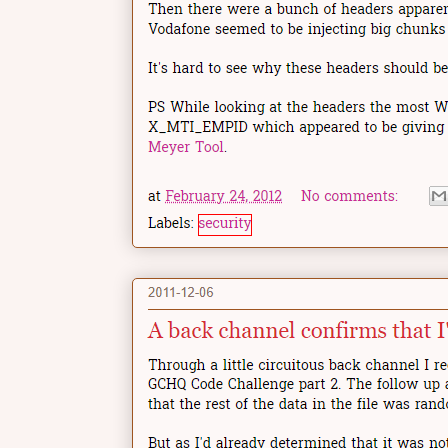 Then there were a bunch of headers
Vodafone seemed to be injecting big chunks
It's hard to see why these headers should be
PS While looking at the headers the most
X_MTI_EMPID which appeared to be giving
Meyer Tool.
at February 24, 2012 No comments:
Labels: security
2011-12-06
A back channel confirms that
Through a little circuitous back channel I
GCHQ Code Challenge part 2. The follow up
that the rest of the data in the file was
But as I'd already determined that it was